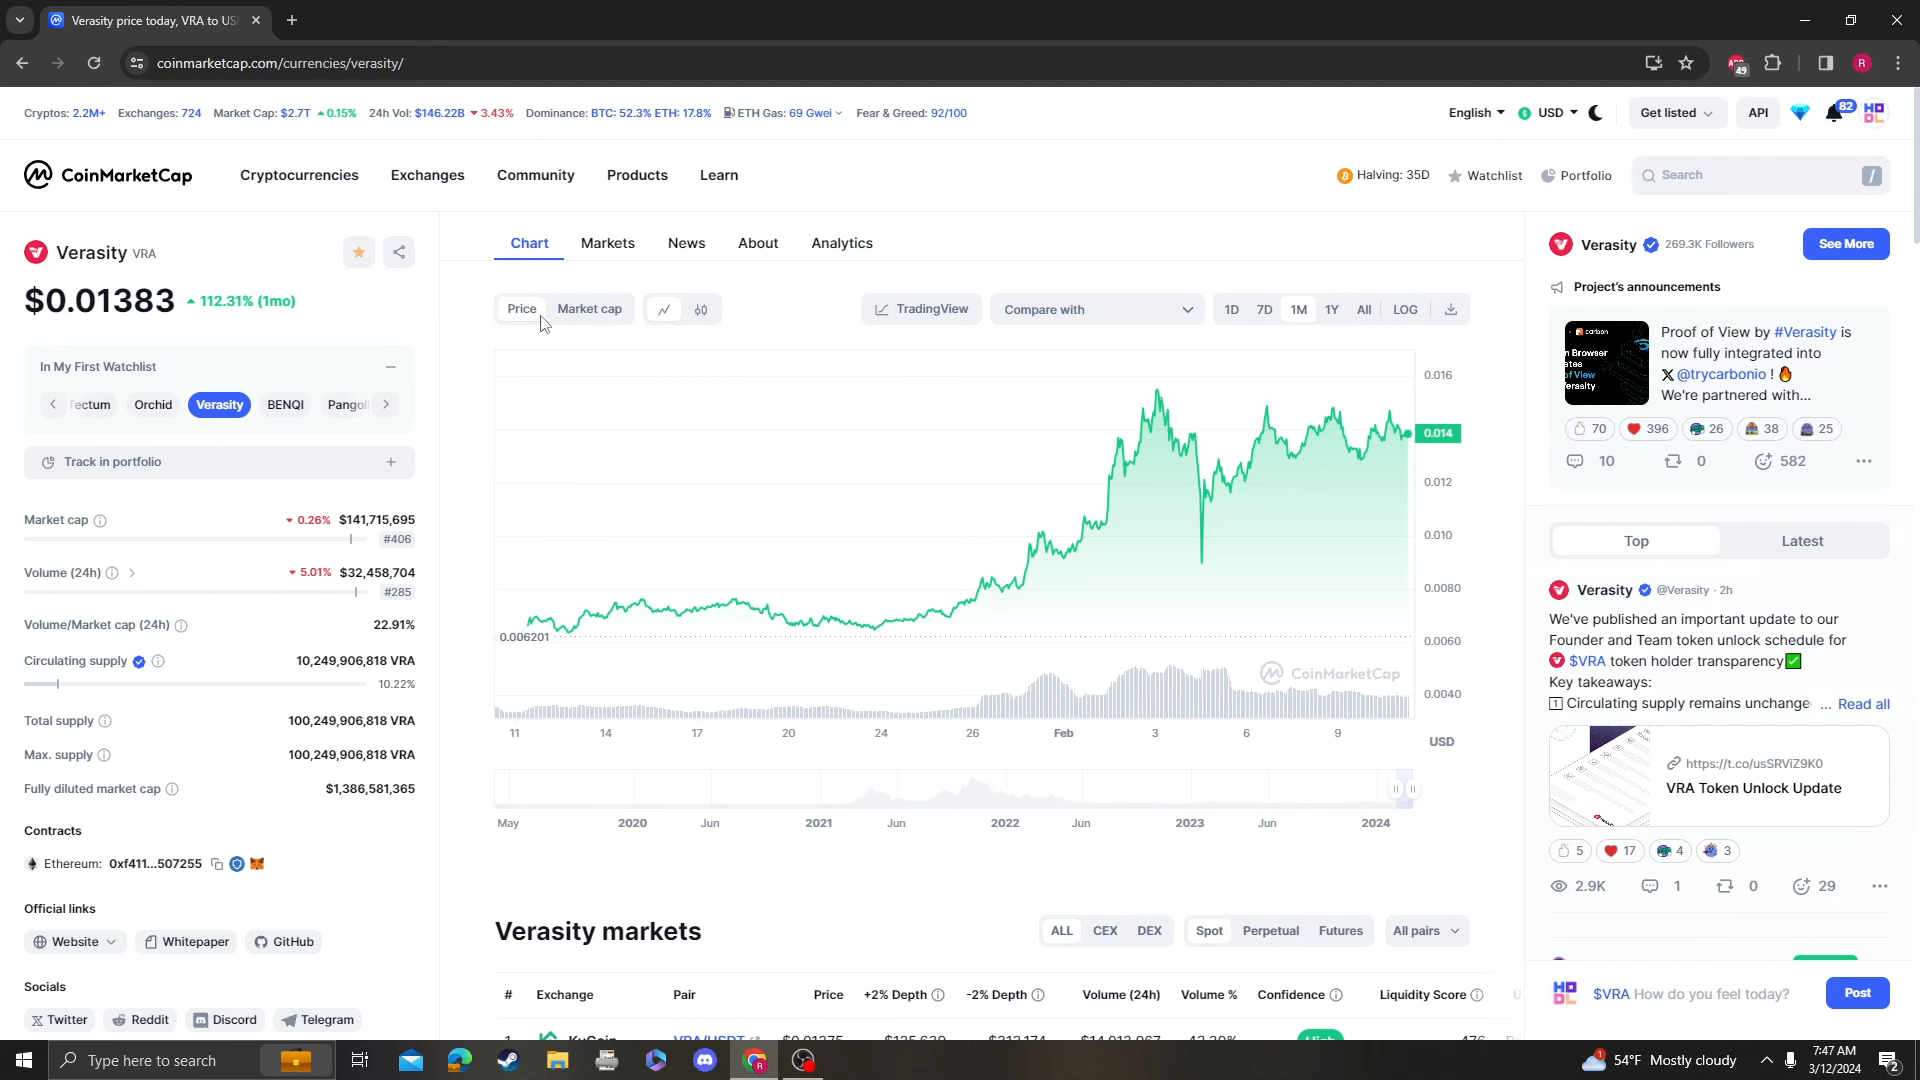 Verasity price today, VRA to US
coinmarketcap.com/currencies/verasity/
49
R
Cryptos: 2.2M+ Exchanges: 724 Market Cap: $2.7T 0.15% 24h Vol: $146.22B 3.43% Dominance: BTC: 52.3% ETH: 17.8% ETH Gas: 69 Gwei Fear & Greed: 92/100
English USD Get listed API 82
CoinMarketCap Cryptocurrencies Exchanges Community Products Learn
Halving: 35D Watchlist Portfolio Search /
Verasity VRA
$0.01383 112.31% (1mo)
In My First Watchlist
Tectum Orchid Verasity BENQI Pangoli
Track in portfolio +
Market cap 0.26% $141,715,695
#406
Volume (24h) 5.01% $32,458,704
#285
Volume/Market cap (24h) 22.91%
Circulating supply 10,249,906,818 VRA
10.22%
Total supply 100,249,906,818 VRA
Max. supply 100,249,906,818 VRA
Fully diluted market cap $1,386,581,365
Contracts
Ethereum: 0xf411...507255
Official links
Website Whitepaper GitHub
Socials
Twitter Reddit Discord Telegram
Chart Markets News About Analytics
Price Market cap TradingView Compare with 1D 7D 1M 1Y All LOG
0.016
0.014
0.012
0.010
0.0080
0.006201
0.0060
CoinMarketCap
0.0040
11 14 17 20 24 26 Feb 3 6 9 USD
May 2020 Jun 2021 Jun 2022 Jun 2023 Jun 2024
Verasity markets ALL CEX DEX Spot Perpetual Futures All pairs
# Exchange Pair Price +2% Depth -2% Depth Volume (24h) Volume % Confidence Liquidity Score
Verasity 269.3K Followers See More
Project's announcements
Proof of View by #Verasity is
now fully integrated into
X @trycarbonio !
We're partnered with...
70 396 26 38 25
10 0 582
Top Latest
Verasity @Verasity · 2h
We've published an important update to our
Founder and Team token unlock schedule for
$VRA token holder transparency
Key takeaways:
1 Circulating supply remains unchange ... Read all
https://t.co/usSRViZ9K0
VRA Token Unlock Update
5 17 4 3
2.9K 1 0 29
$VRA How do you feel today? Post
Type here to search
54°F Mostly cloudy
7:47 AM
3/12/2024
2